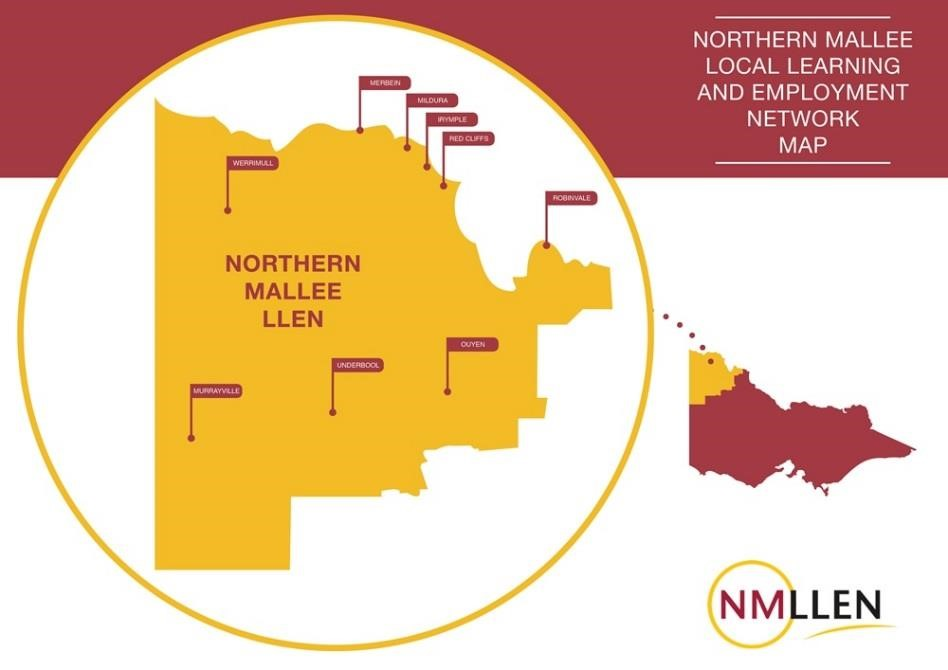 NORTHERN MALLEE
LOCAL LEARNING
AND EMPLOYMENT
NETWORK
MAP
MERBEIN
MILDURA
IRYMPLE
RED CLIFFS
WERRIMULL
ROBINVALE
NORTHERN
MALLEE
LLEN
OUYEN
UNDERBOOL
MURRAYVILLE
NMLLEN